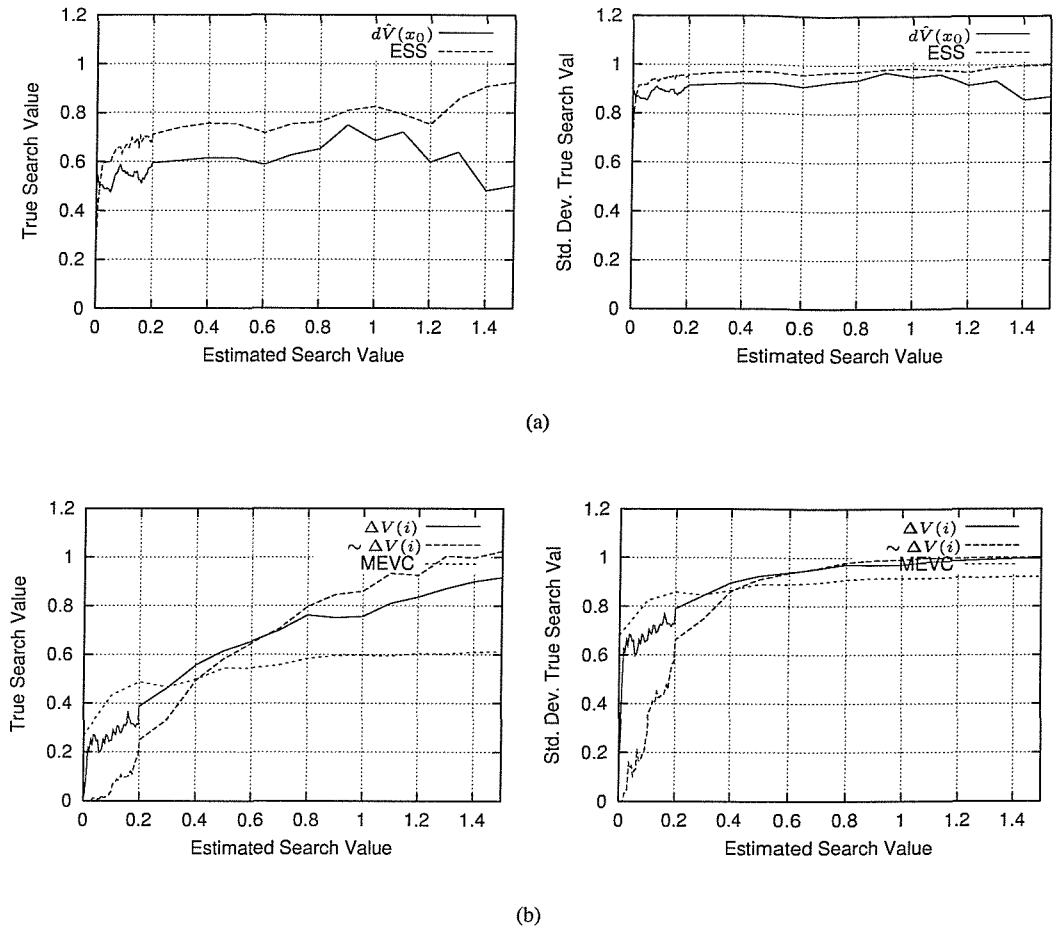 1.2
1
0.8
0.6
0.4
0.2
0
True Search Value
dV̂(x₀)
ESS
0 0.2 0.4 0.6 0.8 1 1.2 1.4
Estimated Search Value
1.2
1
0.8
0.6
0.4
0.2
0
Std. Dev. True Search Val
dV̂(x₀)
ESS
0 0.2 0.4 0.6 0.8 1 1.2 1.4
Estimated Search Value
(a)
1.2
1
0.8
0.6
0.4
0.2
0
True Search Value
ΔV(i)
~ ΔV(i)
MEVC
0 0.2 0.4 0.6 0.8 1 1.2 1.4
Estimated Search Value
1.2
1
0.8
0.6
0.4
0.2
0
Std. Dev. True Search Val
ΔV(i)
~ ΔV(i)
MEVC
0 0.2 0.4 0.6 0.8 1 1.2 1.4
Estimated Search Value
(b)